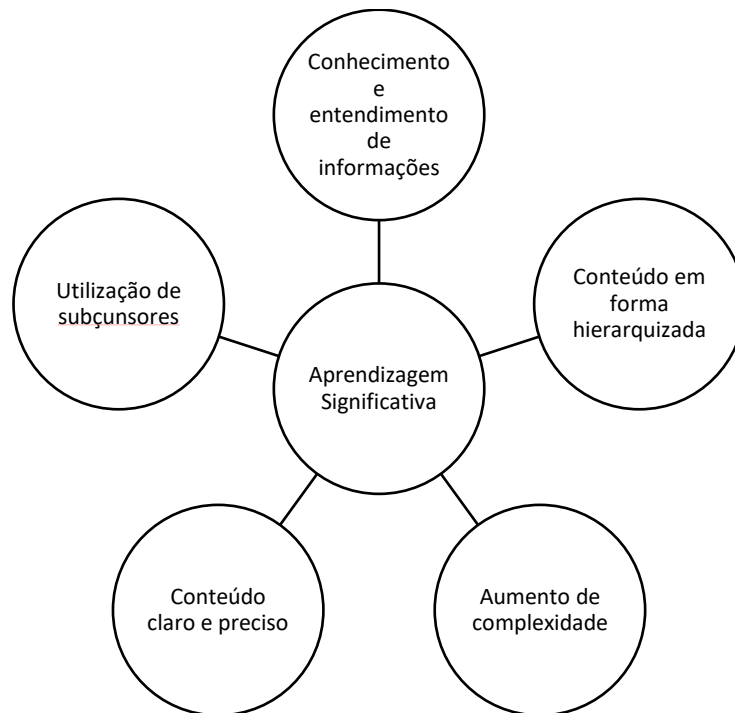 Conhecimento
e
entendimento
de
informações
Utilização de
subçunsores
Conteúdo em
forma
hierarquizada
Aprendizagem
Significativa
Conteúdo
claro e preciso
Aumento de
complexidade